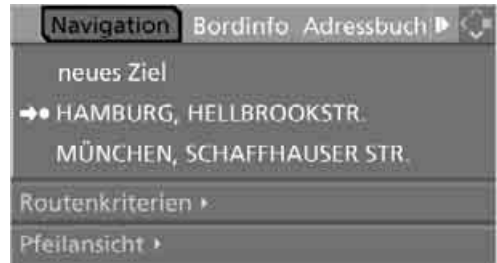 Navigation Bordinfo Adressbuch
neues Ziel
HAMBURG, HELLBROOKSTR.
MÜNCHEN, SCHAFFHAUSER STR.
Routenkriterien
Pfeilansicht